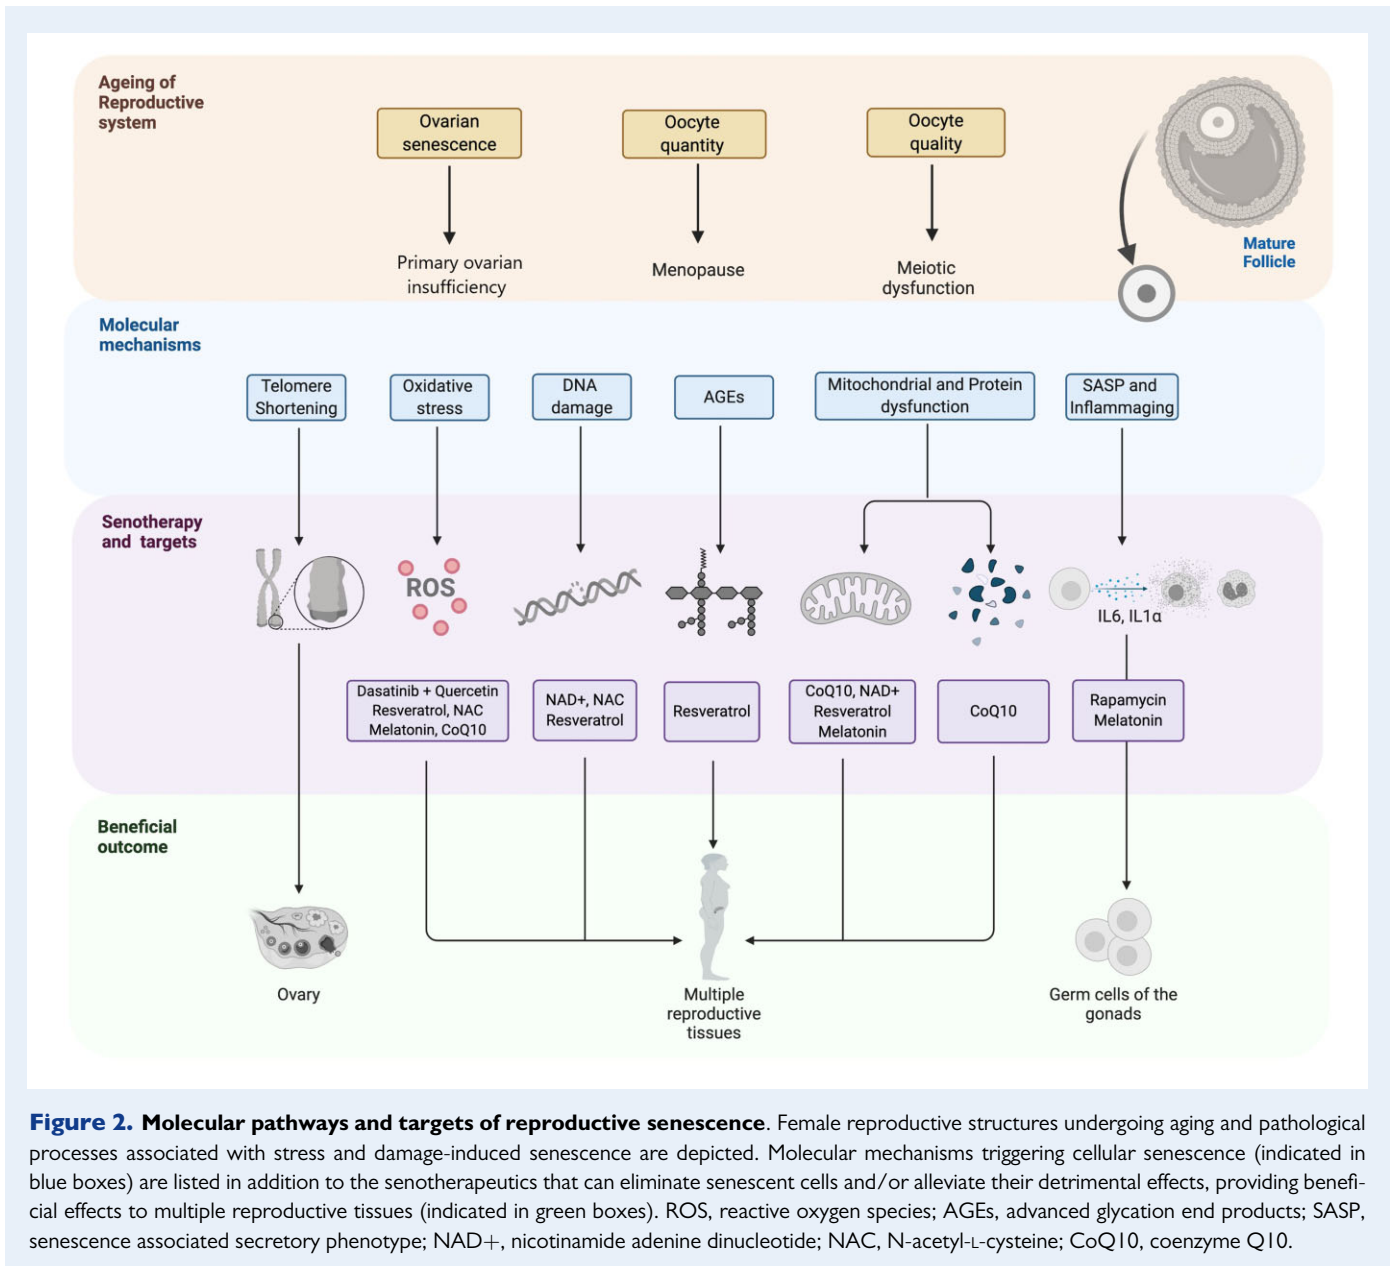 Ageing of
Reproductive
system
Ovarian
senescence
Oocyte
quantity
Oocyte
quality
Primary ovarian
insufficiency
Menopause
Meiotic
dysfunction
Mature
Follicle
Molecular
mechanisms
Telomere
Shortening
Oxidative
stress
DNA
damage
AGEs
Mitochondrial and Protein
dysfunction
SASP and
Inflammaging
Senotherapy
and targets
ROS
IL6, IL1α
Dasatinib + Quercetin
Resveratrol, NAC
Melatonin, CoQ10
NAD+, NAC
Resveratrol
Resveratrol
CoQ10, NAD+
Resveratrol
Melatonin
CoQ10
Rapamycin
Melatonin
Beneficial
outcome
Ovary
Multiple
reproductive
tissues
Germ cells of the
gonads
Figure 2. Molecular pathways and targets of reproductive senescence. Female reproductive structures undergoing aging and pathological
processes associated with stress and damage-induced senescence are depicted. Molecular mechanisms triggering cellular senescence (indicated in
blue boxes) are listed in addition to the senotherapeutics that can eliminate senescent cells and/or alleviate their detrimental effects, providing benefi-
cial effects to multiple reproductive tissues (indicated in green boxes). ROS, reactive oxygen species; AGEs, advanced glycation end products; SASP,
senescence associated secretory phenotype; NAD+, nicotinamide adenine dinucleotide; NAC, N-acetyl-L-cysteine; CoQ10, coenzyme Q10.